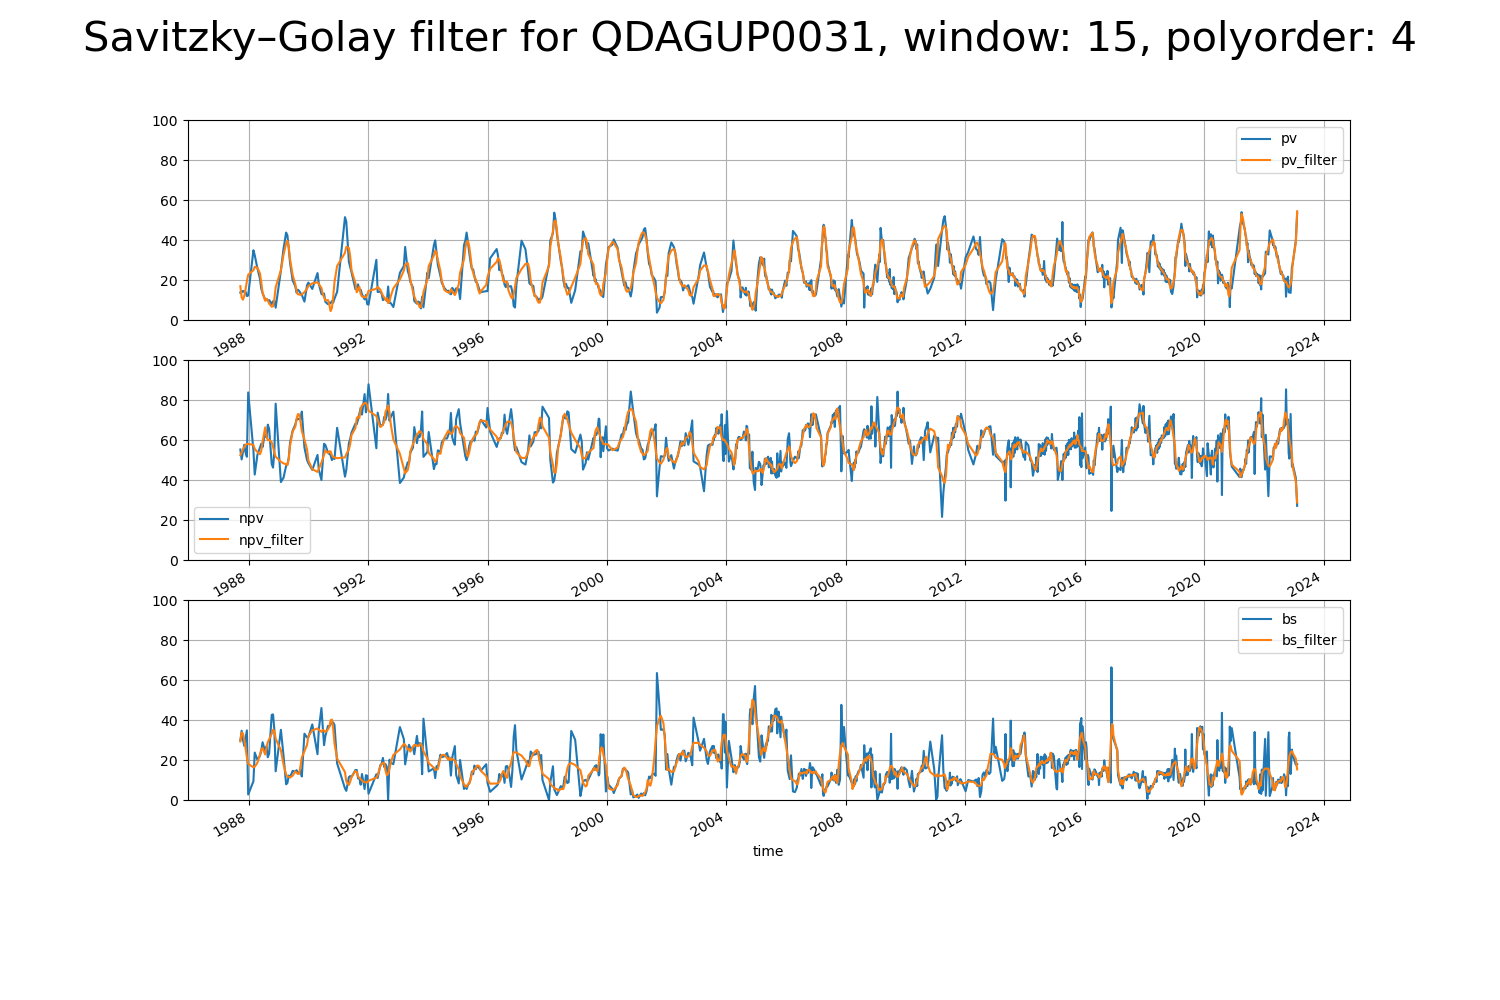 Savitzky–Golay filter for QDAGUP0031, window: 15, polyorder: 4
100
80
60
40
20
0
pv
pv_filter
1988 1992 1996 2000 2004 2008 2012 2016 2020 2024
100
80
60
40
20
0
npv
npv_filter
1988 1992 1996 2000 2004 2008 2012 2016 2020 2024
100
80
60
40
20
0
bs
bs_filter
1988 1992 1996 2000 2004 2008 2012 2016 2020 2024
time